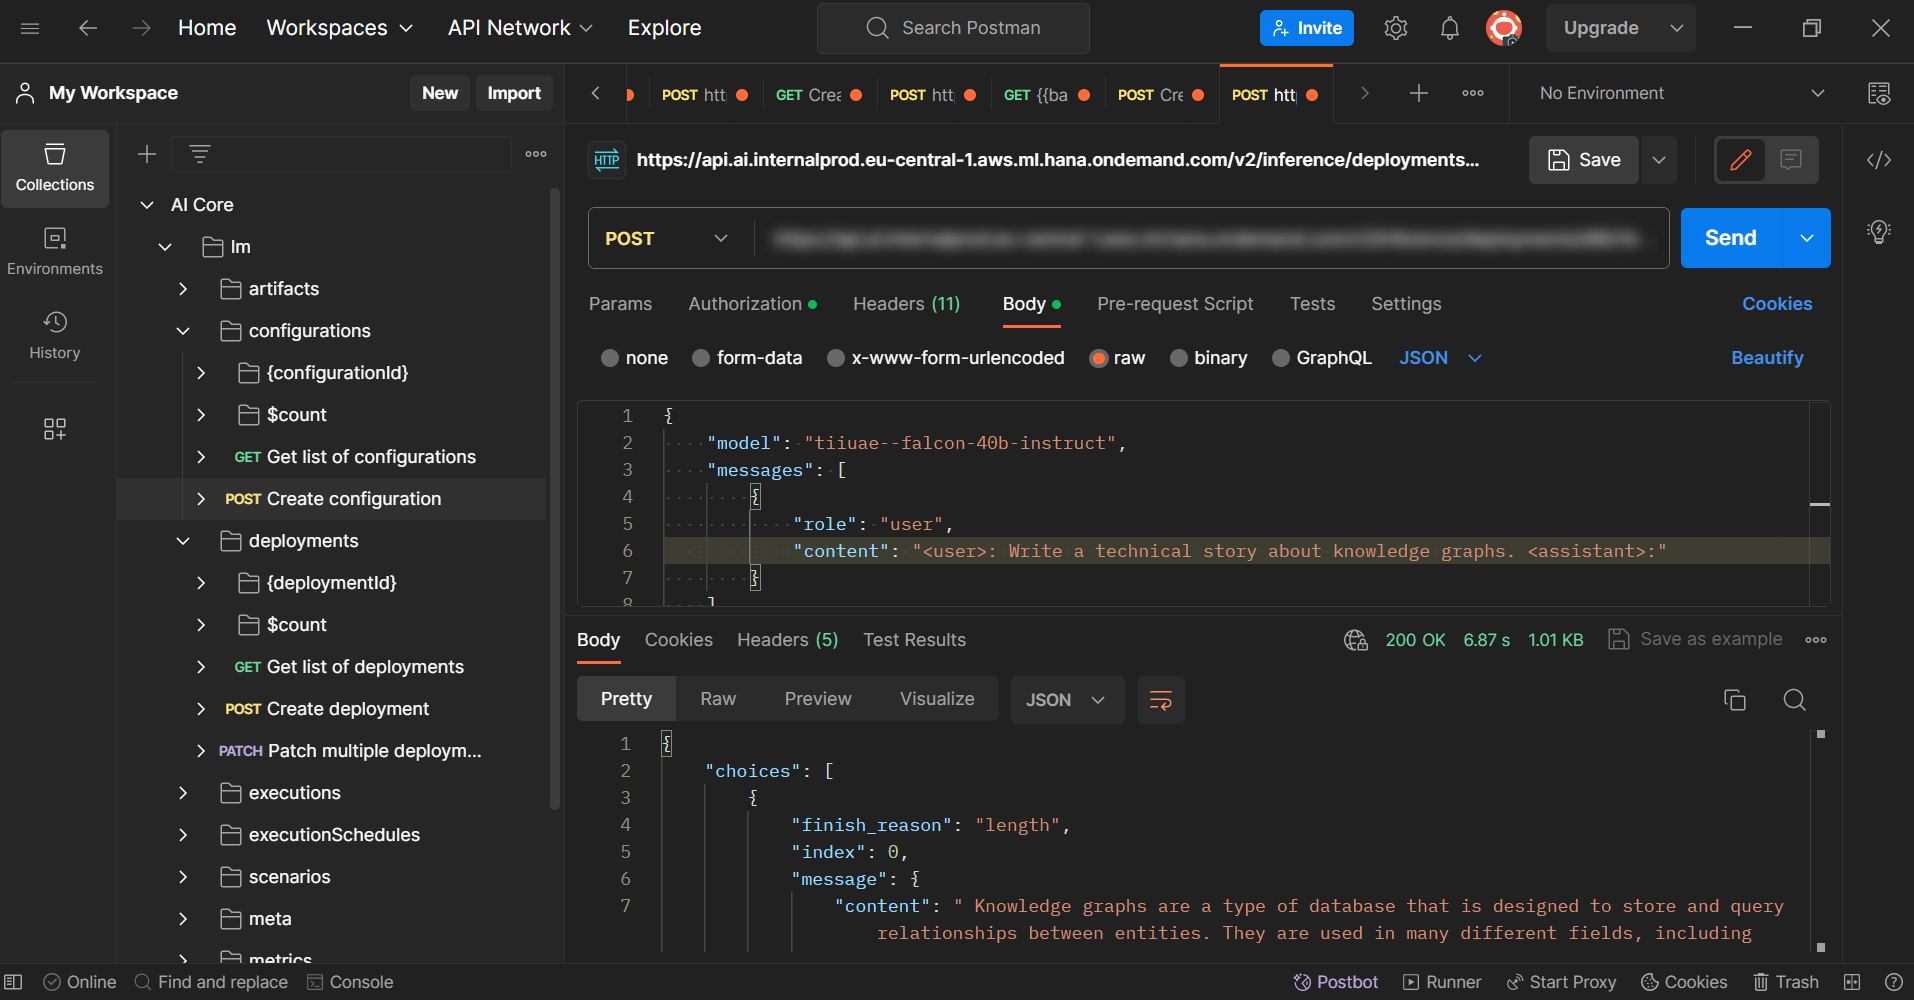 Home Workspaces API Network Explore Search Postman Invite Upgrade
My Workspace New Import
POST htt GET Crea POST htt GET {{ba POST Cre POST htt No Environment
Collections
Environments
History
AI Core
lm
artifacts
configurations
{configurationId}
$count
GET Get list of configurations
POST Create configuration
deployments
{deploymentId}
$count
GET Get list of deployments
POST Create deployment
PATCH Patch multiple deploym...
executions
executionSchedules
scenarios
meta
metrics
HTTP https://api.ai.internalprod.eu-central-1.aws.ml.hana.ondemand.com/v2/inference/deployments... Save
POST Send
Params Authorization Headers (11) Body Pre-request Script Tests Settings Cookies
none form-data x-www-form-urlencoded raw binary GraphQL JSON Beautify
1 {
2 "model": "tiiuae--falcon-40b-instruct",
3 "messages": [
4 {
5 "role": "user",
6 "content": "<user>: Write a technical story about knowledge graphs. <assistant>:"
7 }
8 ]
Body Cookies Headers (5) Test Results 200 OK 6.87 s 1.01 KB Save as example
Pretty Raw Preview Visualize JSON
1 {
2 "choices": [
3 {
4 "finish_reason": "length",
5 "index": 0,
6 "message": {
7 "content": " Knowledge graphs are a type of database that is designed to store and query
relationships between entities. They are used in many different fields, including
Online Find and replace Console Postbot Runner Start Proxy Cookies Trash